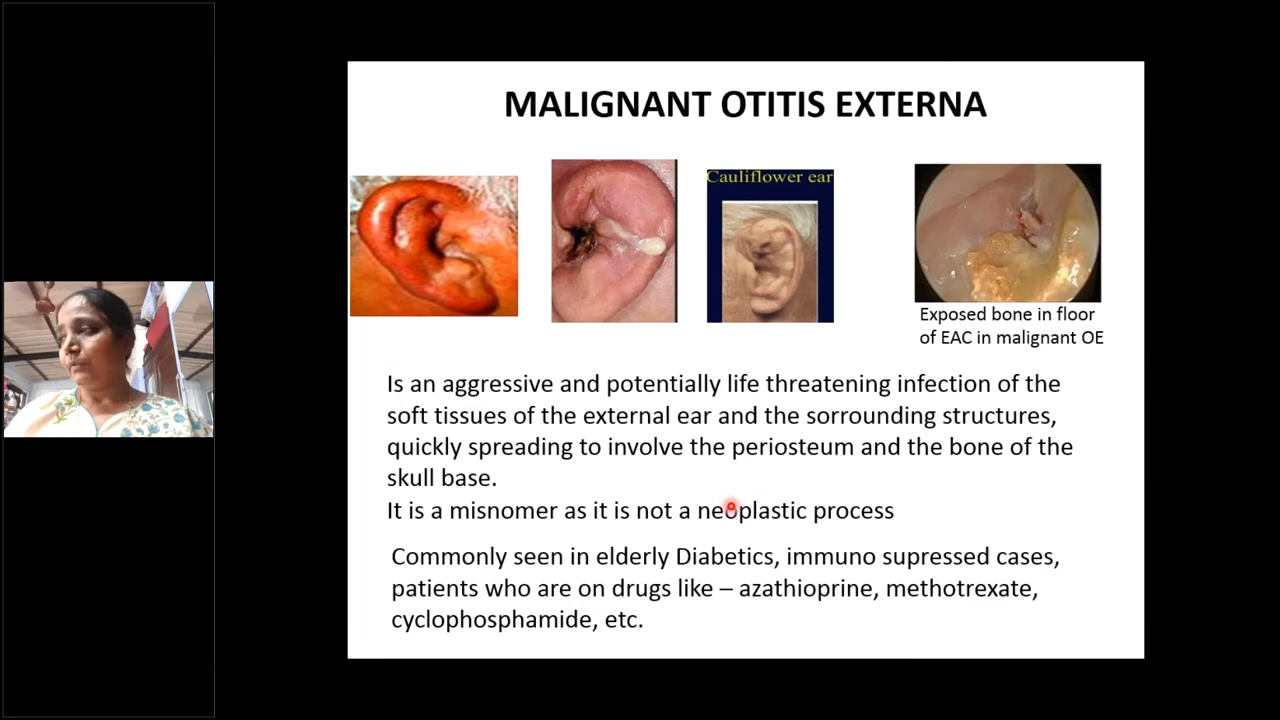 MALIGNANT OTITIS EXTERNA
Cauliflower ear
Exposed bone in floor
of EAC in malignant OE
Is an aggressive and potentially life threatening infection of the
soft tissues of the external ear and the sorrounding structures,
quickly spreading to involve the periosteum and the bone of the
skull base.
It is a misnomer as it is not a neoplastic process
Commonly seen in elderly Diabetics, immuno supressed cases,
patients who are on drugs like – azathioprine, methotrexate,
cyclophosphamide, etc.